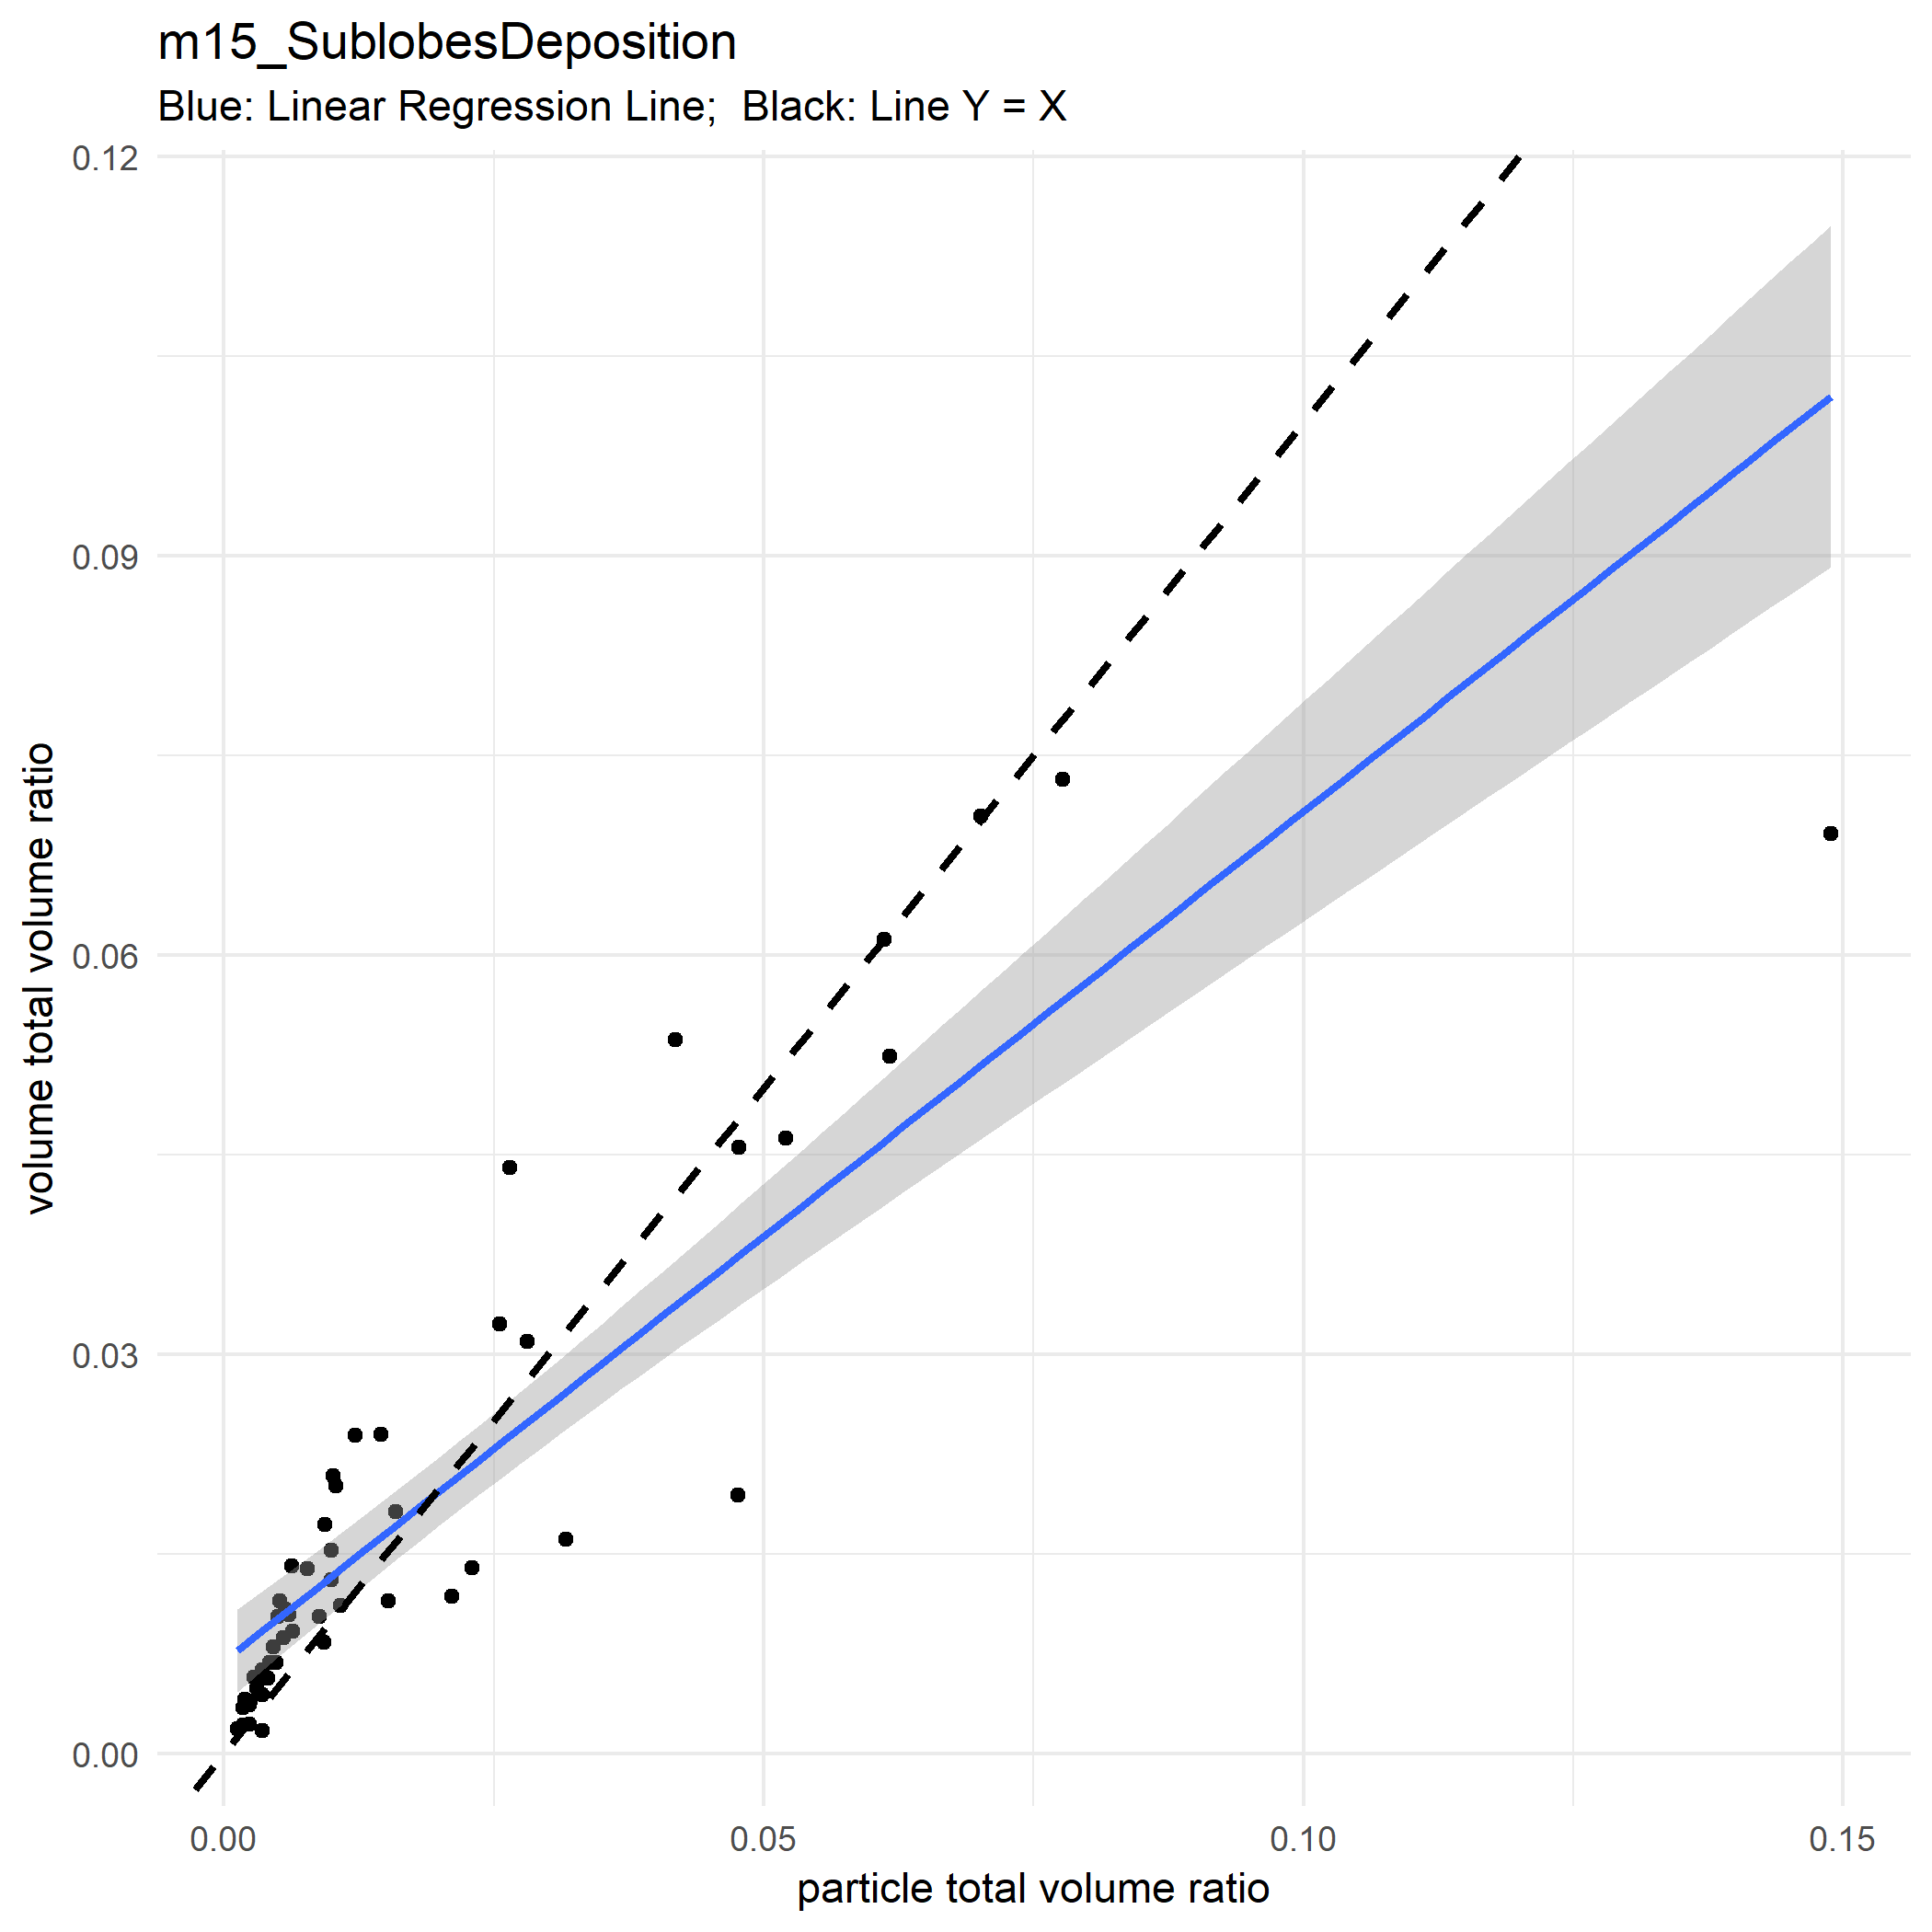 m15_SublobesDeposition
Blue: Linear Regression Line;  Black: Line Y = X
0.12
0.09
0.06
0.03
0.00
volume total volume ratio
0.00 0.05 0.10 0.15
particle total volume ratio